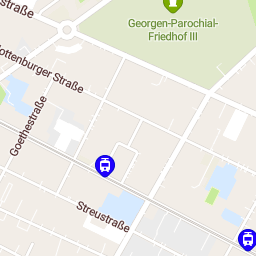 straße
Georgen-Parochial-
Friedhof III
ottenburger Straße
Goethestraße
Streustraße